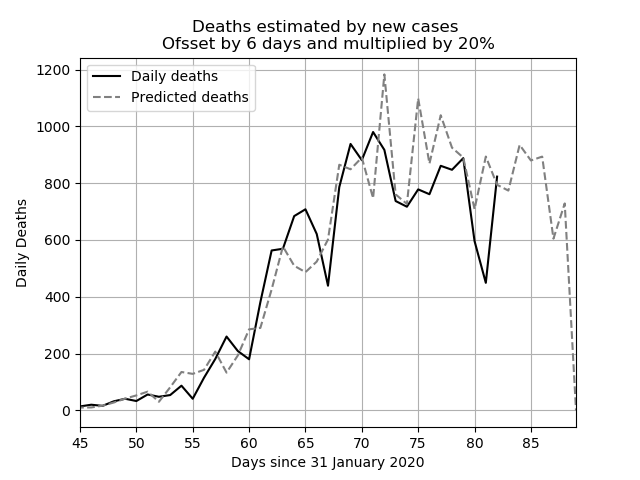 Deaths estimated by new cases
Ofsset by 6 days and multiplied by 20%
Daily deaths
Predicted deaths
1200
1000
800
600
400
200
0
Daily Deaths
45 50 55 60 65 70 75 80 85
Days since 31 January 2020